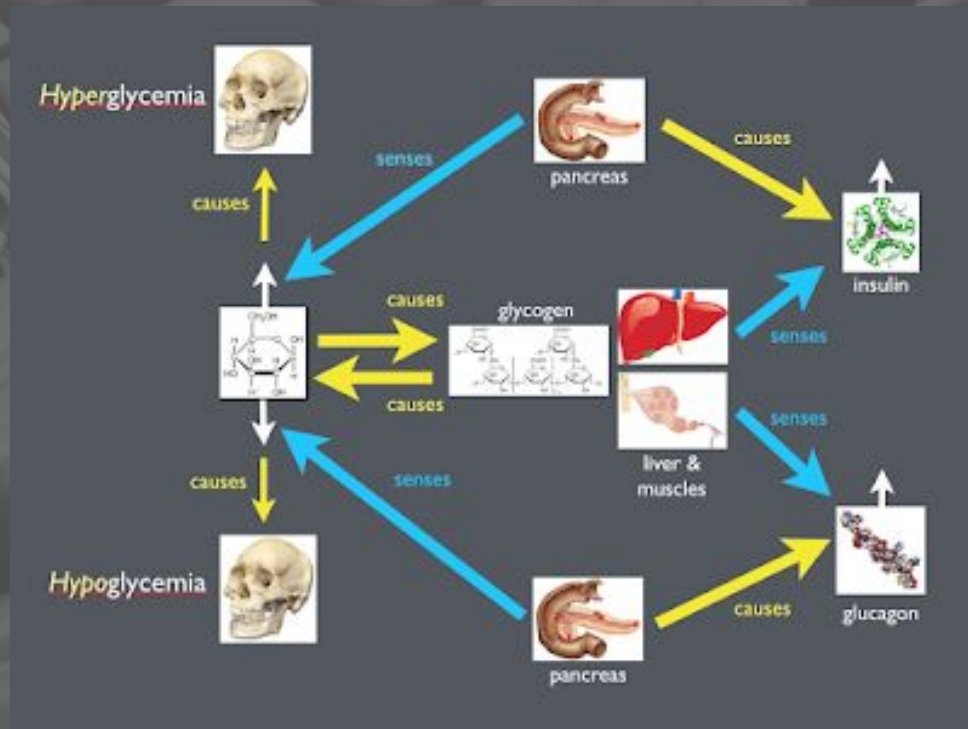 Hyperglycemia
senses
pancreas
causes
causes
insulin
causes
glycogen
senses
CH₂OH
causes
senses
liver &
muscles
causes
senses
Hypoglycemia
causes
glucagon
pancreas